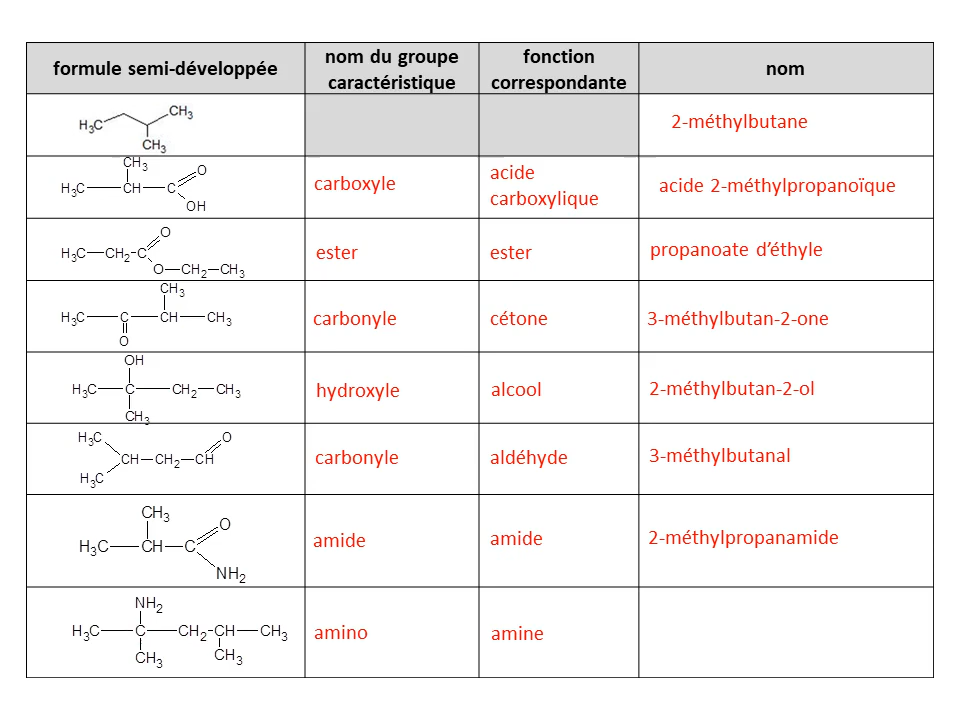 formule semi-développée
nom du groupe
caractéristique
fonction
correspondante
nom
H3C
CH3
CH3
2-méthylbutane
CH3
O
H3C CH C
OH
carboxyle
acide
carboxylique
acide 2-méthylpropanoïque
O
H3C CH2 C
O CH2 CH3
ester
ester
propanoate d'éthyle
CH3
H3C C CH CH3
O
carbonyle
cétone
3-méthylbutan-2-one
OH
H3C C CH2 CH3
CH3
hydroxyle
alcool
2-méthylbutan-2-ol
H3C O
CH CH2 CH
H3C
carbonyle
aldéhyde
3-méthylbutanal
CH3
O
H3C CH C
NH2
amide
amide
2-méthylpropanamide
NH2
H3C C CH2 CH CH3
CH3 CH3
amino
amine